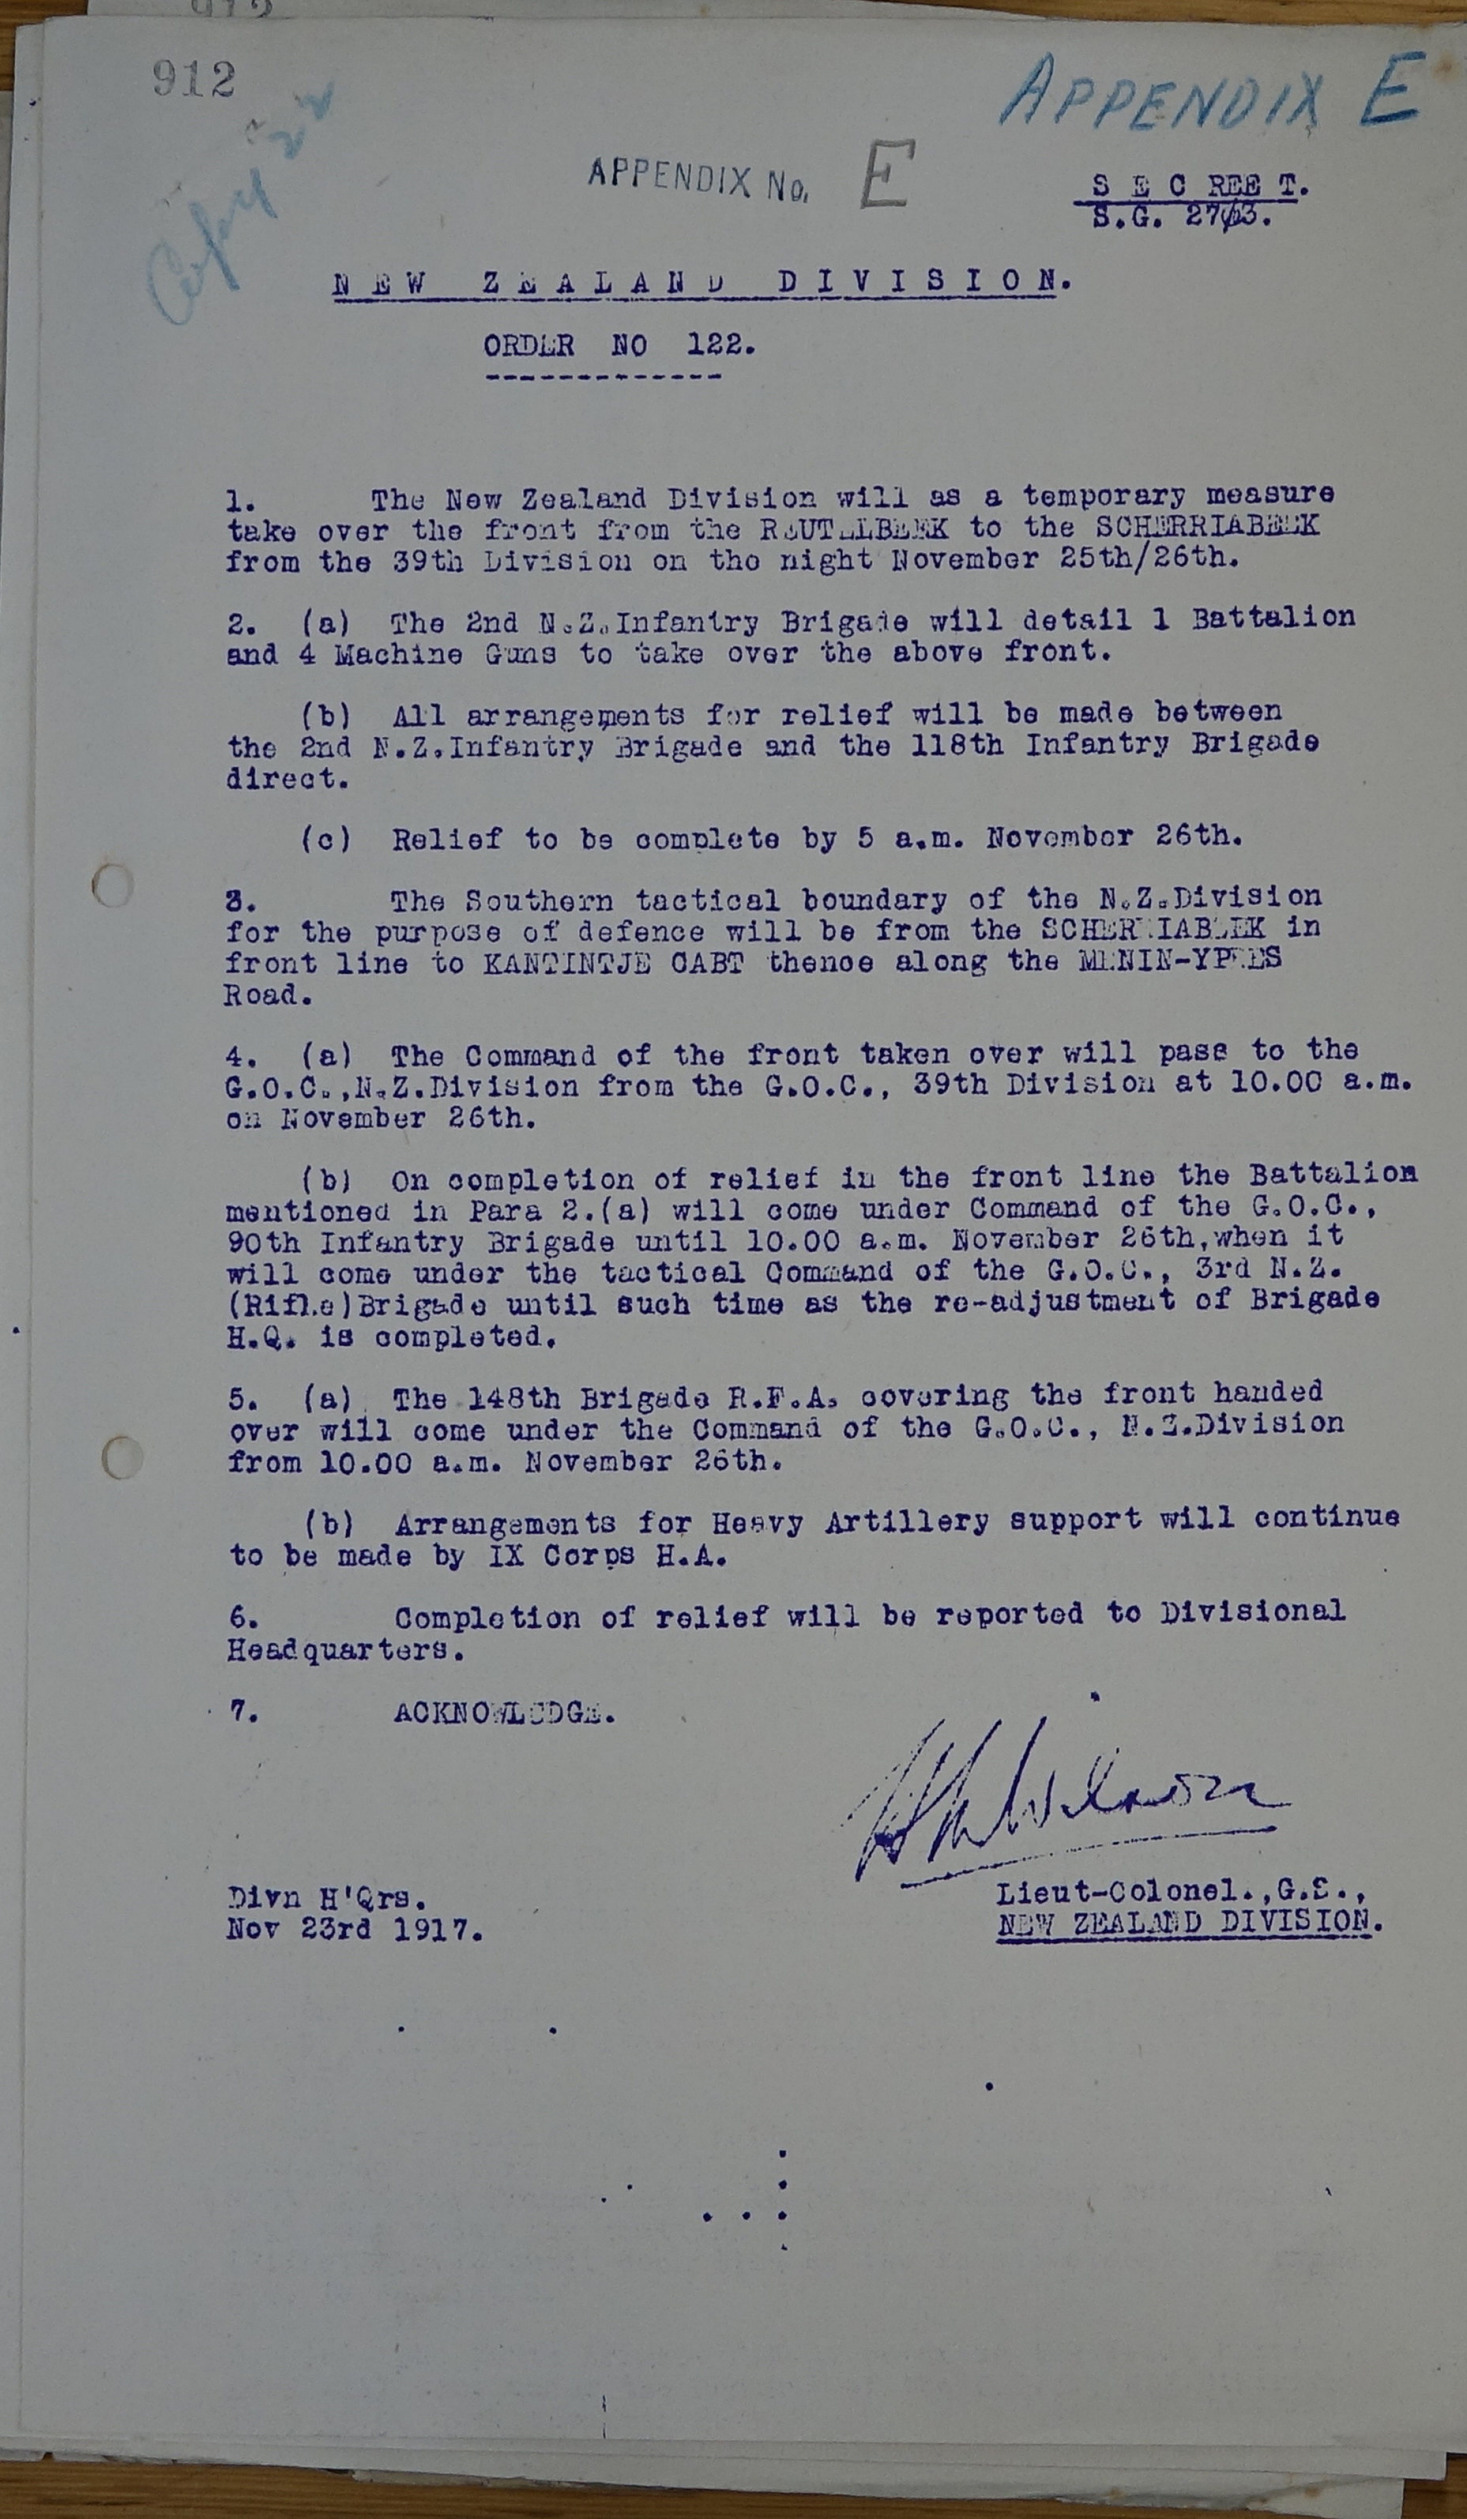 912
912
Copy 22
APPENDIX E
APPENDIX No. E
S E C REE T.
S.G. 27/3.
N E W Z E A L A N D D I V I S I O N.
ORDER NO 122.
-------------
1. The New Zealand Division will as a temporary measure
take over the front from the REUTELBEEK to the SCHERRIABEEK
from the 39th Division on the night November 25th/26th.
2. (a) The 2nd N.Z.Infantry Brigade will detail 1 Battalion
and 4 Machine Guns to take over the above front.
(b) All arrangements for relief will be made between
the 2nd N.Z.Infantry Brigade and the 118th Infantry Brigade
direct.
(c) Relief to be complete by 5 a.m. November 26th.
3. The Southern tactical boundary of the N.Z.Division
for the purpose of defence will be from the SCHERRIABEEK in
front line to KANTINTJE CABT thence along the MENIN-YPRES
Road.
4. (a) The Command of the front taken over will pass to the
G.O.C.,N.Z.Division from the G.O.C., 39th Division at 10.00 a.m.
on November 26th.
(b) On completion of relief in the front line the Battalion
mentioned in Para 2.(a) will come under Command of the G.O.C.,
90th Infantry Brigade until 10.00 a.m. November 26th,when it
will come under the tactical Command of the G.O.C., 3rd N.Z.
(Rifle)Brigade until such time as the re-adjustment of Brigade
H.Q. is completed.
5. (a) The 148th Brigade R.F.A. covering the front handed
over will come under the Command of the G.O.C., N.Z.Division
from 10.00 a.m. November 26th.
(b) Arrangements for Heavy Artillery support will continue
to be made by IX Corps H.A.
6. Completion of relief will be reported to Divisional
Headquarters.
7. ACKNOWLEDGE.
Wilson
Divn H'Qrs.
Nov 23rd 1917.
Lieut-Colonel.,G.S.,
NEW ZEALAND DIVISION.